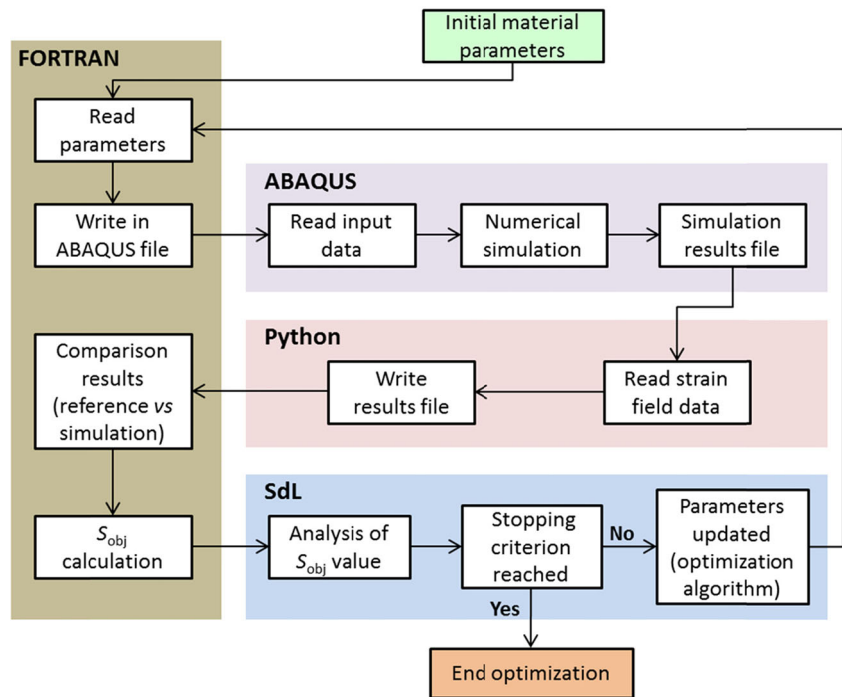 Initial material
parameters
FORTRAN
Read
parameters
ABAQUS
Write in
ABAQUS file
Read input
data
Numerical
simulation
Simulation
results file
Python
Comparison
results
(reference vs
simulation)
Write
results file
Read strain
field data
SdL
Sobj
calculation
Analysis of
Sobj value
Stopping
criterion
reached
No
Parameters
updated
(optimization
algorithm)
Yes
End optimization